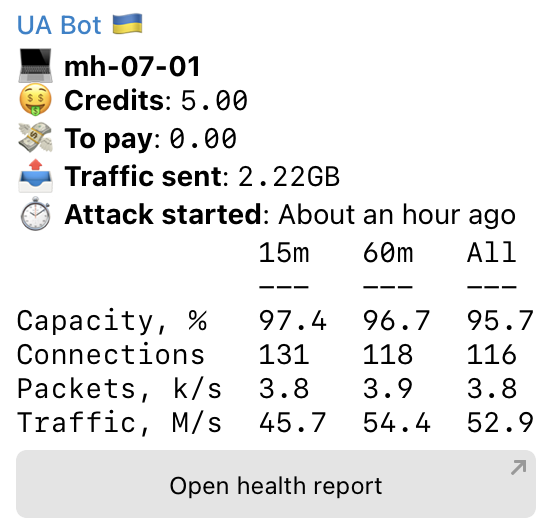 UA Bot 🇺🇦
💻 mh-07-01
🤑 Credits: 5.00
💸 To pay: 0.00
📤 Traffic sent: 2.22GB
⏱ Attack started: About an hour ago
15m 60m All
--- --- ---
Capacity, % 97.4 96.7 95.7
Connections 131 118 116
Packets, k/s 3.8 3.9 3.8
Traffic, M/s 45.7 54.4 52.9
Open health report